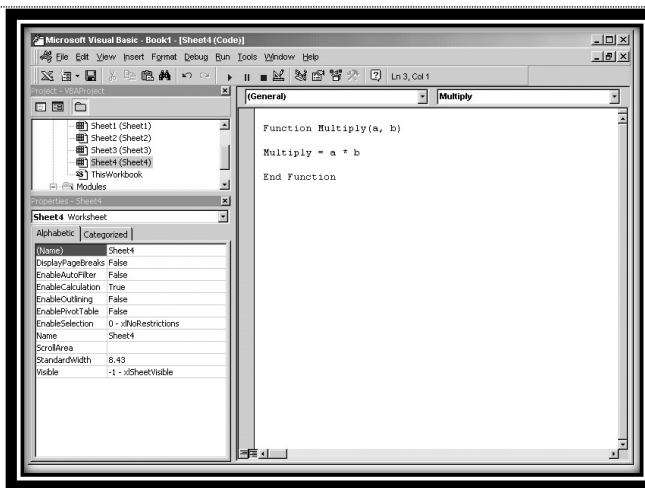 Microsoft Visual Basic - Book1 - [Sheet4 (Code)]
File Edit View Insert Format Debug Run Tools Window Help
Ln 3, Col 1
Project - VBAProject
Sheet1 (Sheet1)
Sheet2 (Sheet2)
Sheet3 (Sheet3)
Sheet4 (Sheet4)
ThisWorkbook
Modules
Properties - Sheet4
Sheet4 Worksheet
Alphabetic Categorized
(Name) Sheet4
DisplayPageBreaks False
EnableAutoFilter False
EnableCalculation True
EnableOutlining False
EnablePivotTable False
EnableSelection 0 - xlNoRestrictions
Name Sheet4
ScrollArea
StandardWidth 8.43
Visible -1 - xlSheetVisible
(General) Multiply
Function Multiply(a, b)
Multiply = a * b
End Function